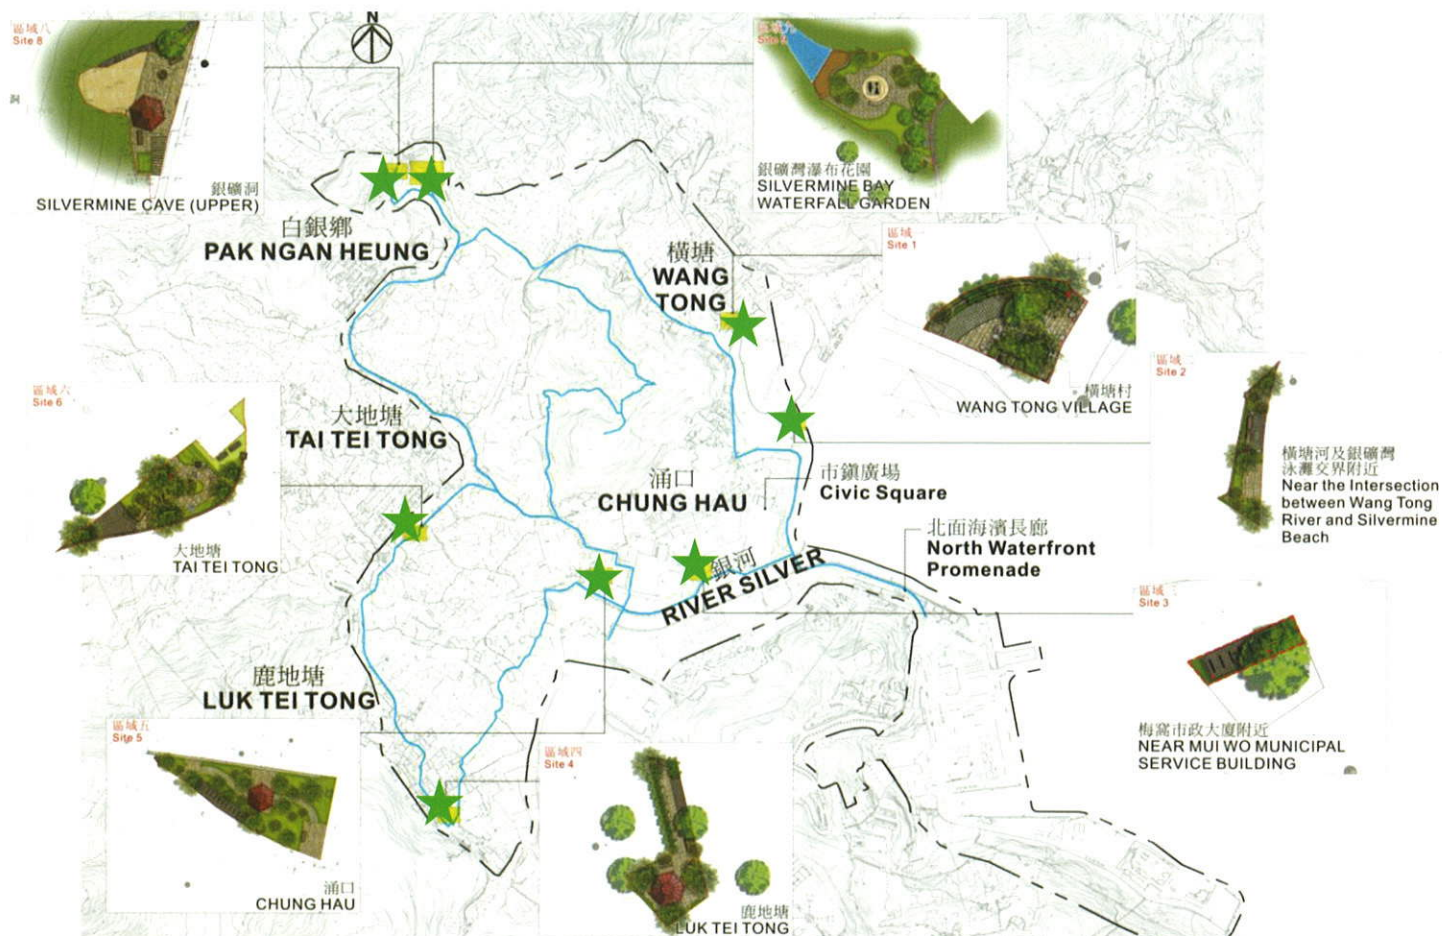 N
區域八
Site 8
洞
銀礦洞
SILVERMINE CAVE (UPPER)
銀礦灣瀑布花園
SILVERMINE BAY
WATERFALL GARDEN
白銀鄉
PAK NGAN HEUNG
橫塘
WANG
TONG
區域一
Site 1
橫塘村
WANG TONG VILLAGE
區域二
Site 2
橫塘河及銀礦灣
泳灘交界附近
Near the Intersection
between Wang Tong
River and Silvermine
Beach
區域六
Site 6
大地塘
TAI TEI TONG
大地塘
TAI TEI TONG
涌口
CHUNG HAU
市鎮廣場
Civic Square
北面海濱長廊
North Waterfront
Promenade
銀河
RIVER SILVER
區域三
Site 3
梅窩市政大廈附近
NEAR MUI WO MUNICIPAL
SERVICE BUILDING
鹿地塘
LUK TEI TONG
區域五
Site 5
涌口
CHUNG HAU
區域四
Site 4
鹿地塘
LUK TEI TONG